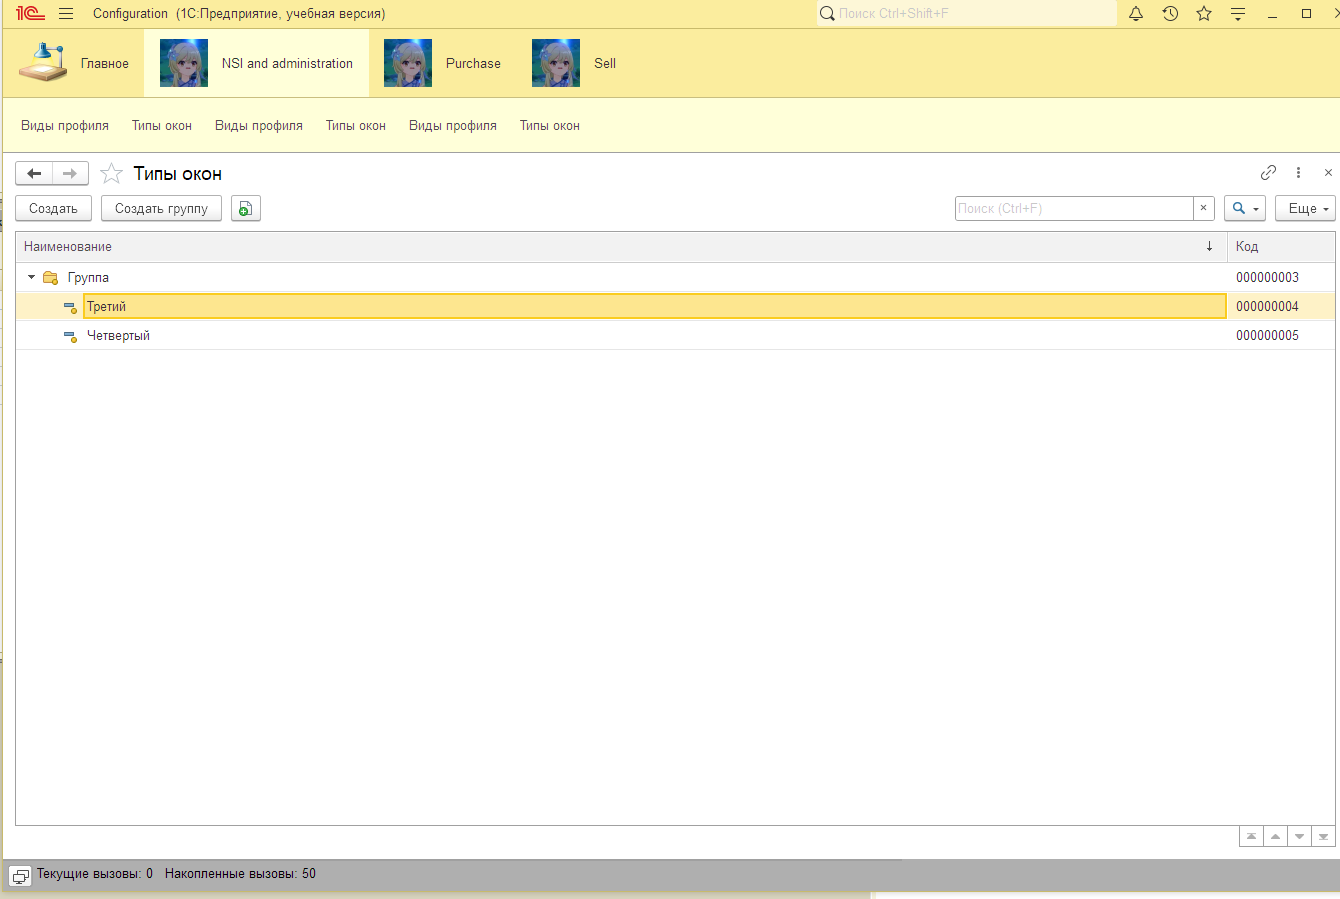 1С Configuration (1С:Предприятие, учебная версия) Поиск Ctrl+Shift+F
Главное NSI and administration Purchase Sell
Виды профиля Типы окон Виды профиля Типы окон Виды профиля Типы окон
Типы окон
Создать Создать группу Поиск (Ctrl+F) × Еще
Наименование ↓ Код
Группа 000000003
Третий 000000004
Четвертый 000000005
Текущие вызовы: 0 Накопленные вызовы: 50